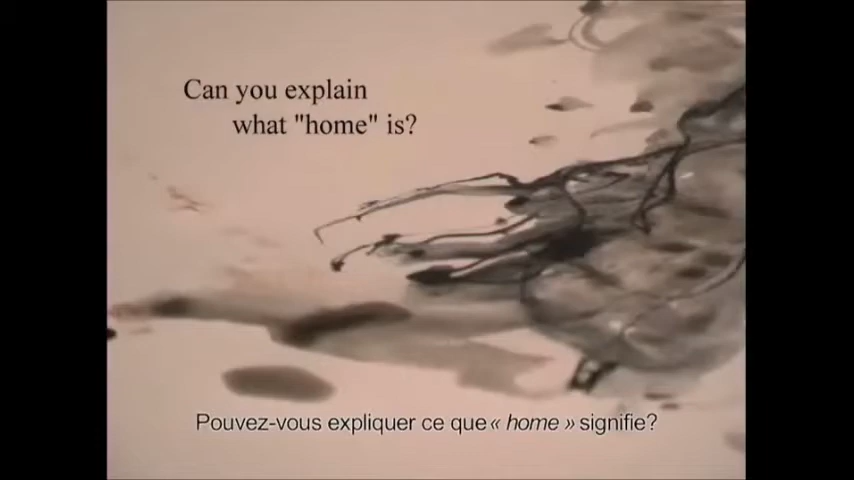 Can you explain
what "home" is?
Pouvez-vous expliquer ce que « home » signifie?